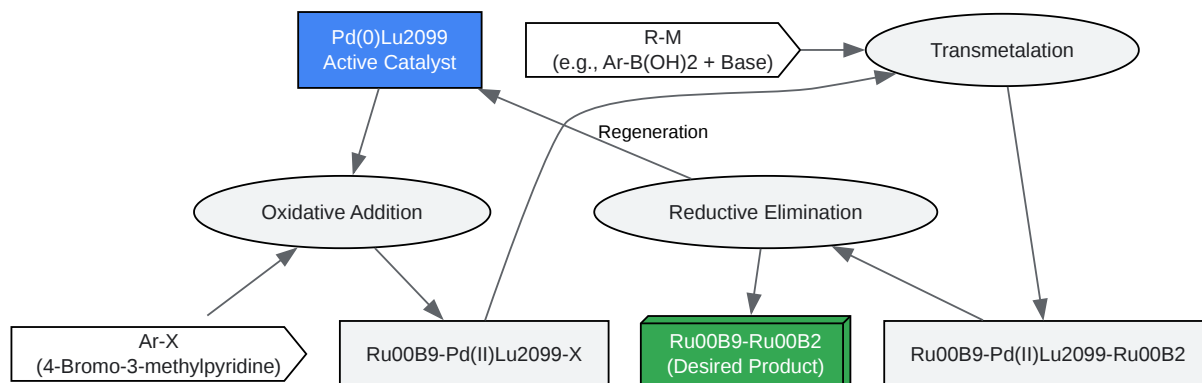 Pd(0)Lu2099
Active Catalyst
R-M
(e.g., Ar-B(OH)2 + Base)
Transmetalation
Regeneration
Oxidative Addition
Reductive Elimination
Ar-X
(4-Bromo-3-methylpyridine)
Ru00B9-Pd(II)Lu2099-X
Ru00B9-Ru00B2
(Desired Product)
Ru00B9-Pd(II)Lu2099-Ru00B2